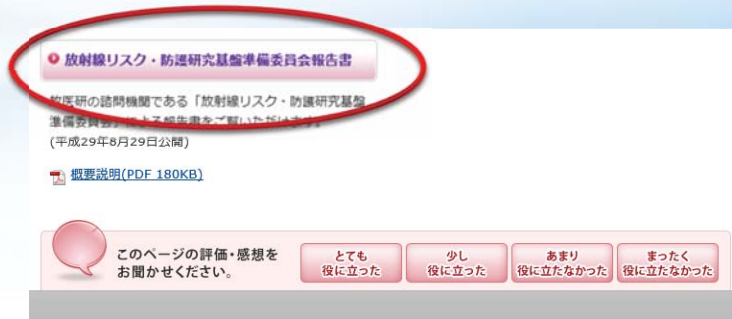 放射線リスク・防護研究基盤準備委員会報告書
放医研の諮問機関である「放射線リスク・防護研究基盤
準備委員会」による報告書をご覧いただけます。
(平成29年8月29日公開)
概要説明(PDF 180KB)
このページの評価・感想を
お聞かせください。
とても
役に立った
少し
役に立った
あまり
役に立たなかった
まったく
役に立たなかった